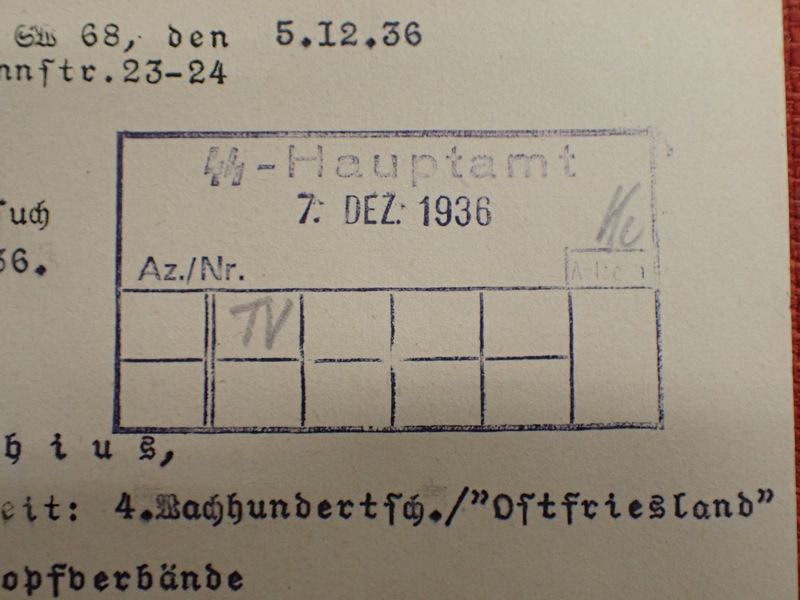 SW 68, den 5.12.36
nnstr.23-24
ᛋᛋ-Hauptamt
7. DEZ. 1936
such
36.
Az./Nr.
TV
hius,
eit: 4.Wachhundertsch./"Ostfriesland"
opfverbände